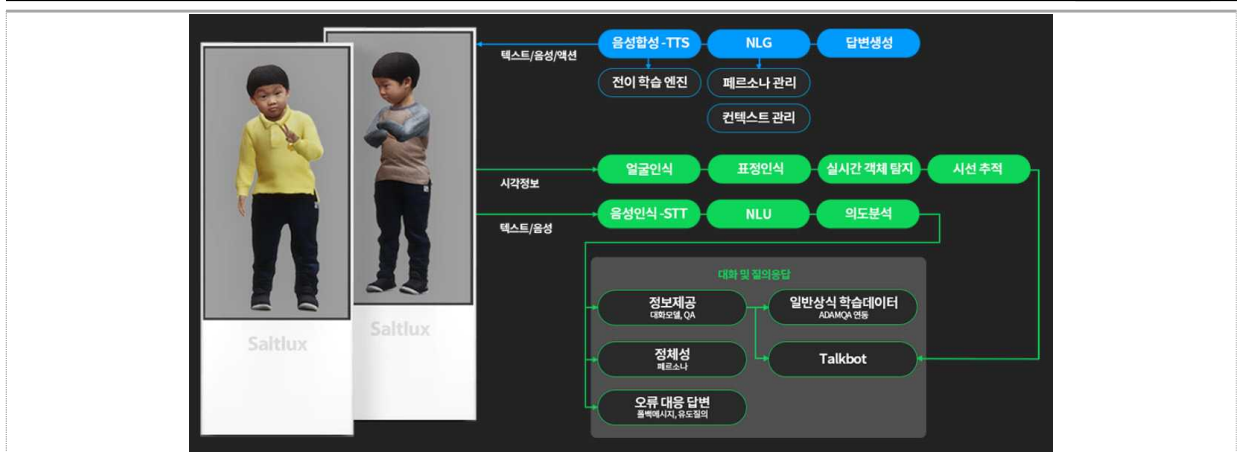 음성합성 -TTS
NLG
답변생성
텍스트/음성/액션
전이 학습 엔진
페르소나 관리
컨텍스트 관리
얼굴인식
표정인식
실시간 객체 탐지
시선 추적
시각정보
음성인식 -STT
NLU
의도분석
텍스트/음성
대화 및 질의응답
정보제공
대화모델, QA
일반상식 학습데이터
ADAMQA 연동
정체성
페르소나
Talkbot
오류 대응 답변
폴백메시지, 유도질의
Saltlux
Saltlux